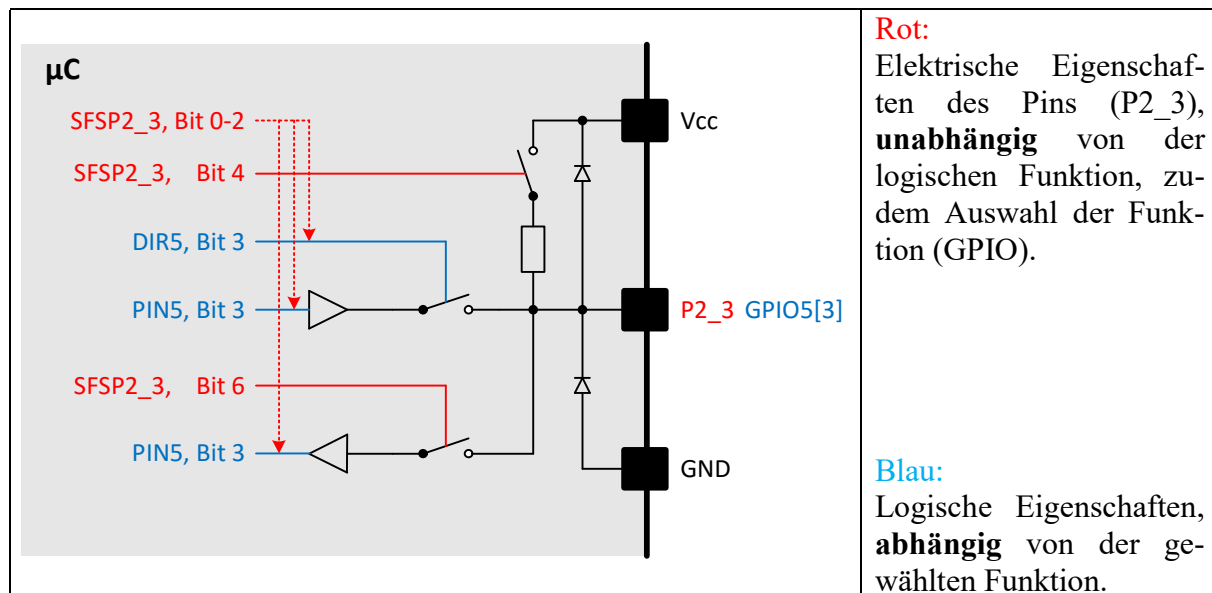 µC
SFSP2_3, Bit 0-2
SFSP2_3, Bit 4
DIR5, Bit 3
PIN5, Bit 3
SFSP2_3, Bit 6
PIN5, Bit 3
Vcc
P2_3 GPIO5[3]
GND
Rot:
Elektrische Eigenschaf-
ten des Pins (P2_3),
unabhängig von der
logischen Funktion, zu-
dem Auswahl der Funk-
tion (GPIO).
Blau:
Logische Eigenschaften,
abhängig von der ge-
wählten Funktion.